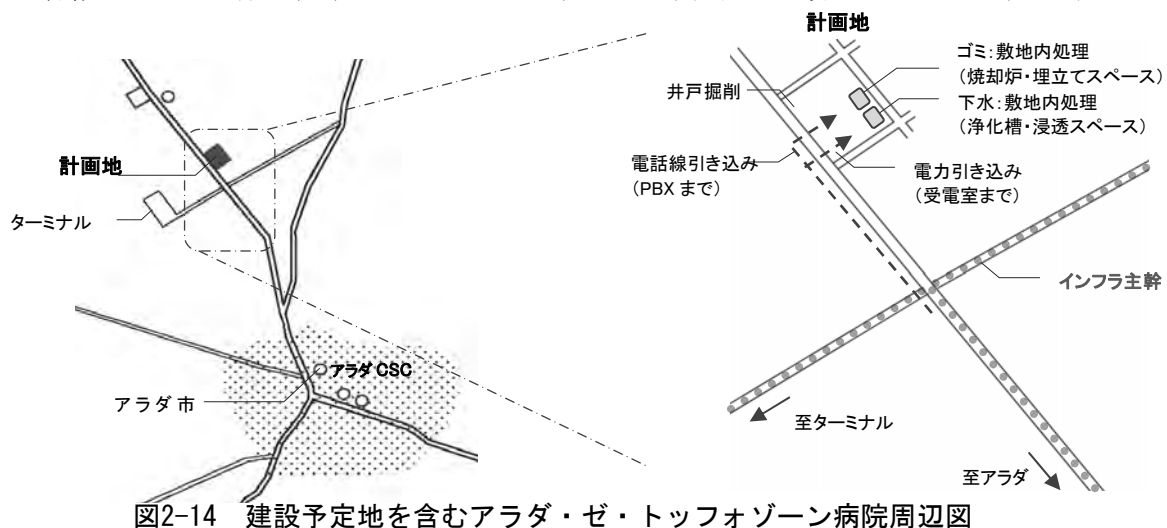 計画地
ターミナル
アラダ CSC
アラダ 市
計画地
井戸掘削
ゴミ:敷地内処理
(焼却炉・埋立てスペース)
下水:敷地内処理
(浄化槽・浸透スペース)
電話線引き込み
(PBX まで)
電力引き込み
(受電室まで)
インフラ主幹
至ターミナル
至アラダ
図2-14 建設予定地を含むアラダ・ゼ・トッフォゾーン病院周辺図